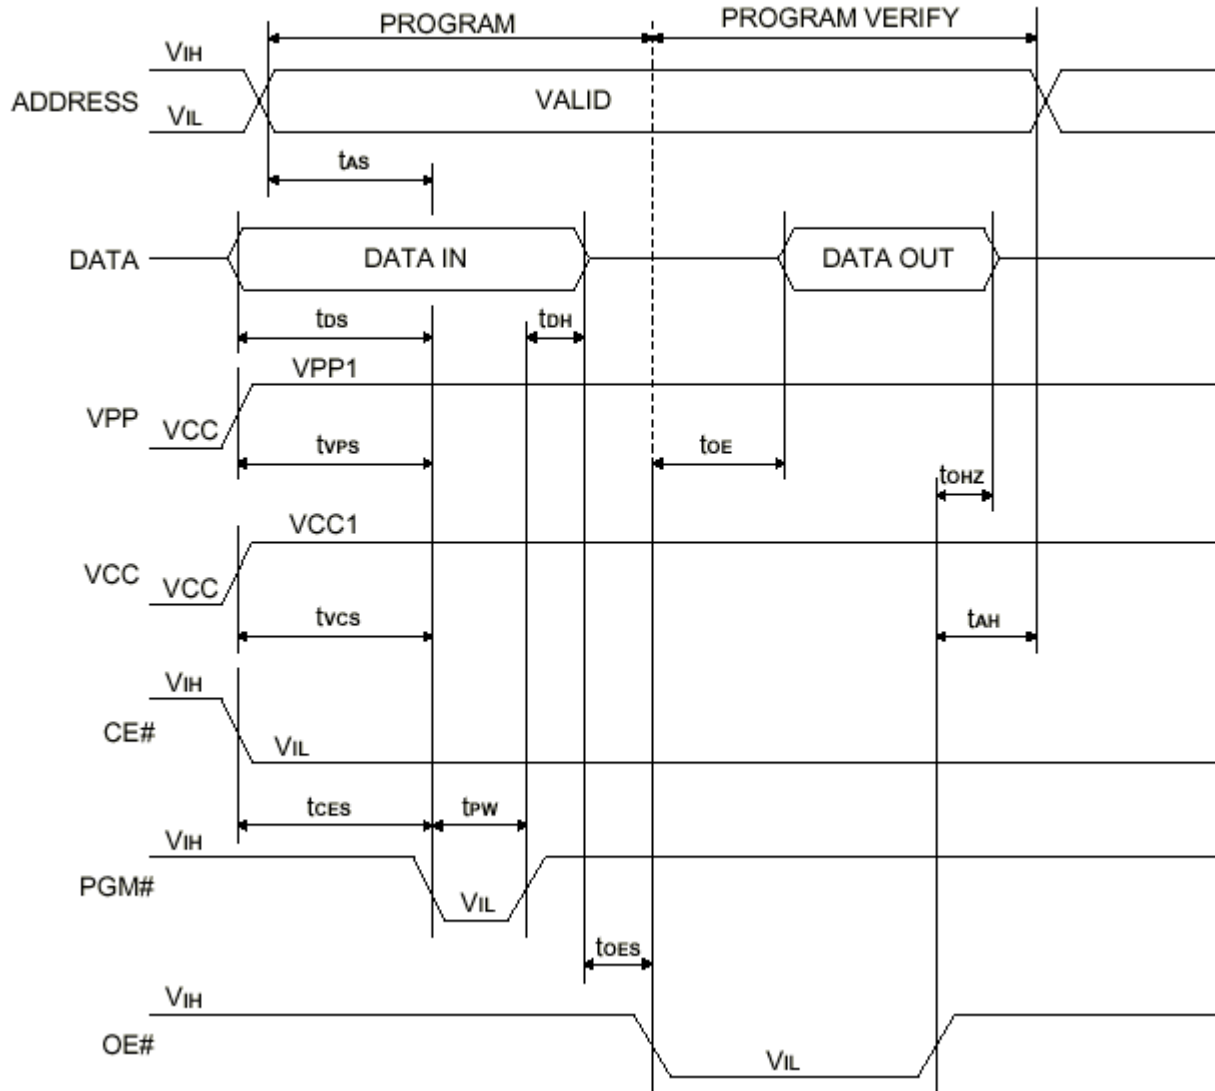 PROGRAM
PROGRAM VERIFY
VIH
ADDRESS
VALID
VIL
tAS
DATA
DATA IN
DATA OUT
tDS
tDH
VPP1
VPP
VCC
tVPS
tOE
tOHZ
VCC1
VCC
VCC
tVCS
tAH
VIH
CE#
VIL
tCES
tPW
VIH
PGM#
VIL
tOES
VIH
OE#
VIL